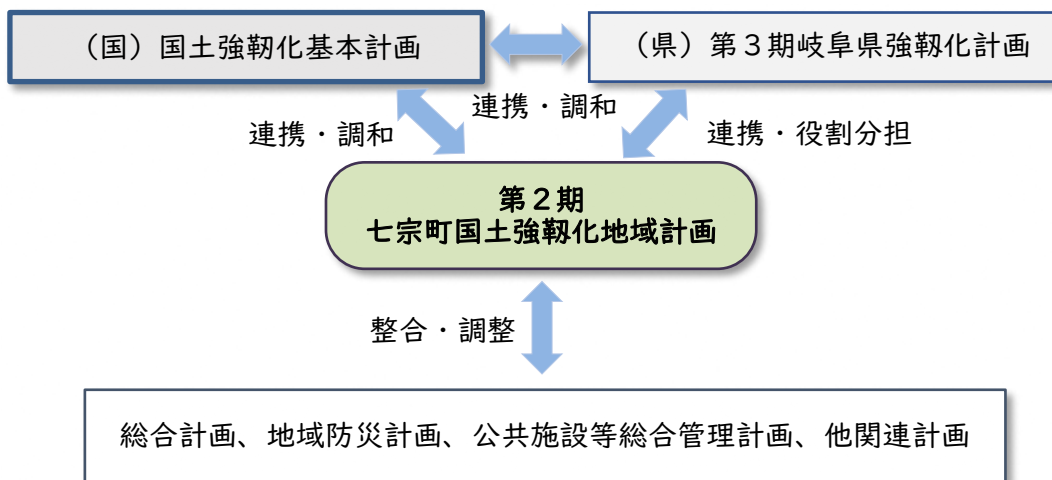 （国）国土強靭化基本計画
（県）第３期岐阜県強靭化計画
連携・調和
連携・調和
連携・役割分担
第２期
七宗町国土強靱化地域計画
整合・調整
総合計画、地域防災計画、公共施設等総合管理計画、他関連計画